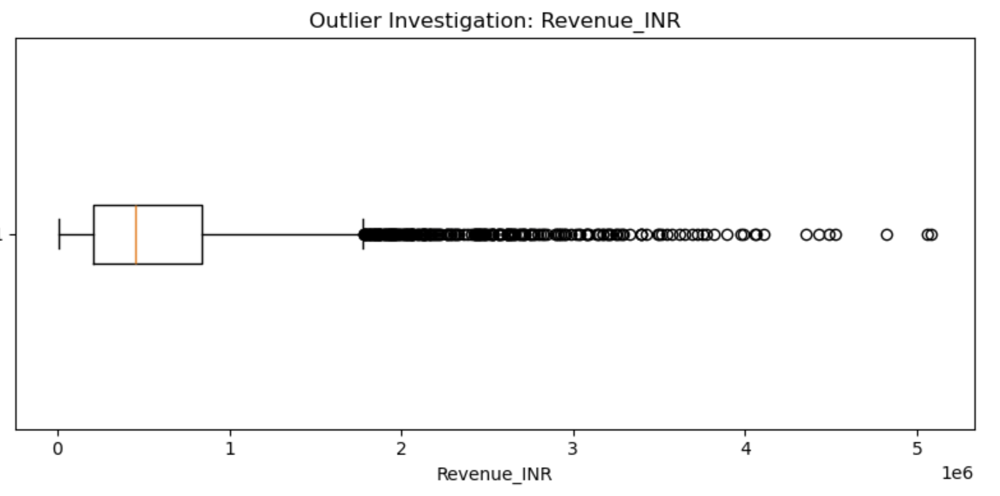 Outlier Investigation: Revenue_INR
0 1 2 3 4 5
Revenue_INR
1e6